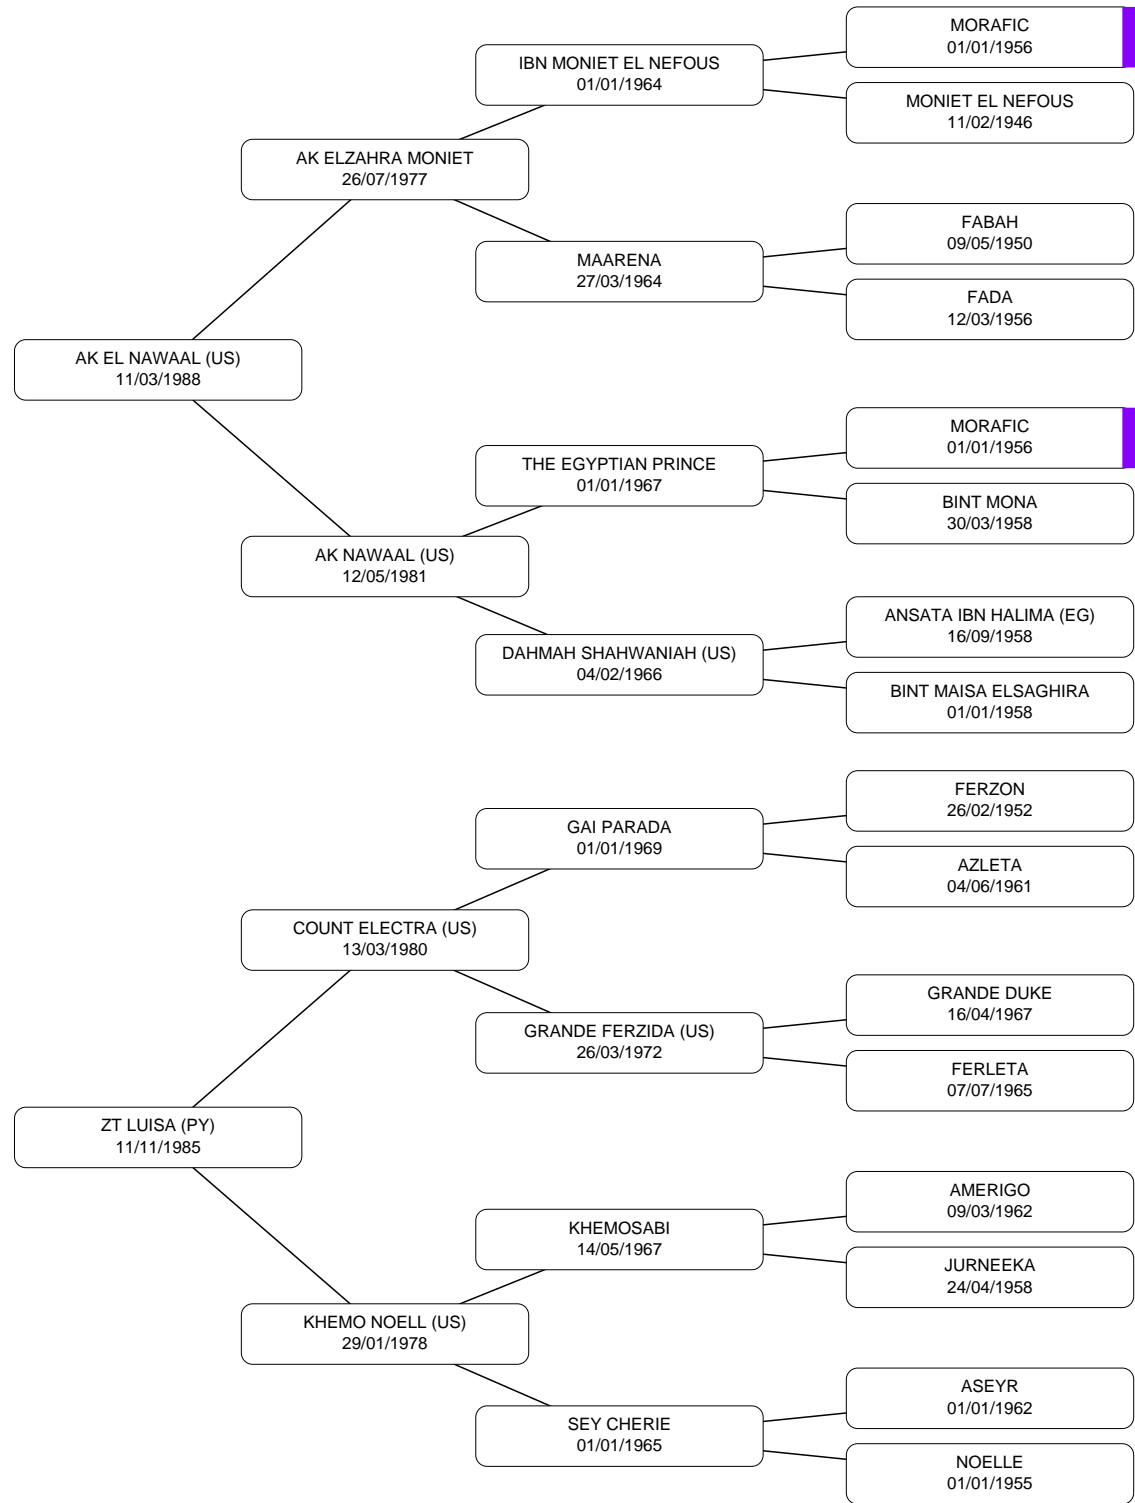 MORAFIC
01/01/1956
IBN MONIET EL NEFOUS
01/01/1964
MONIET EL NEFOUS
11/02/1946
AK ELZAHRA MONIET
26/07/1977
FABAH
09/05/1950
MAARENA
27/03/1964
FADA
12/03/1956
AK EL NAWAAL (US)
11/03/1988
MORAFIC
01/01/1956
THE EGYPTIAN PRINCE
01/01/1967
BINT MONA
30/03/1958
AK NAWAAL (US)
12/05/1981
ANSATA IBN HALIMA (EG)
16/09/1958
DAHMAH SHAHWANIAH (US)
04/02/1966
BINT MAISA ELSAGHIRA
01/01/1958
FERZON
26/02/1952
GAI PARADA
01/01/1969
AZLETA
04/06/1961
COUNT ELECTRA (US)
13/03/1980
GRANDE DUKE
16/04/1967
GRANDE FERZIDA (US)
26/03/1972
FERLETA
07/07/1965
ZT LUISA (PY)
11/11/1985
AMERIGO
09/03/1962
KHEMOSABI
14/05/1967
JURNEEKA
24/04/1958
KHEMO NOELL (US)
29/01/1978
ASEYR
01/01/1962
SEY CHERIE
01/01/1965
NOELLE
01/01/1955